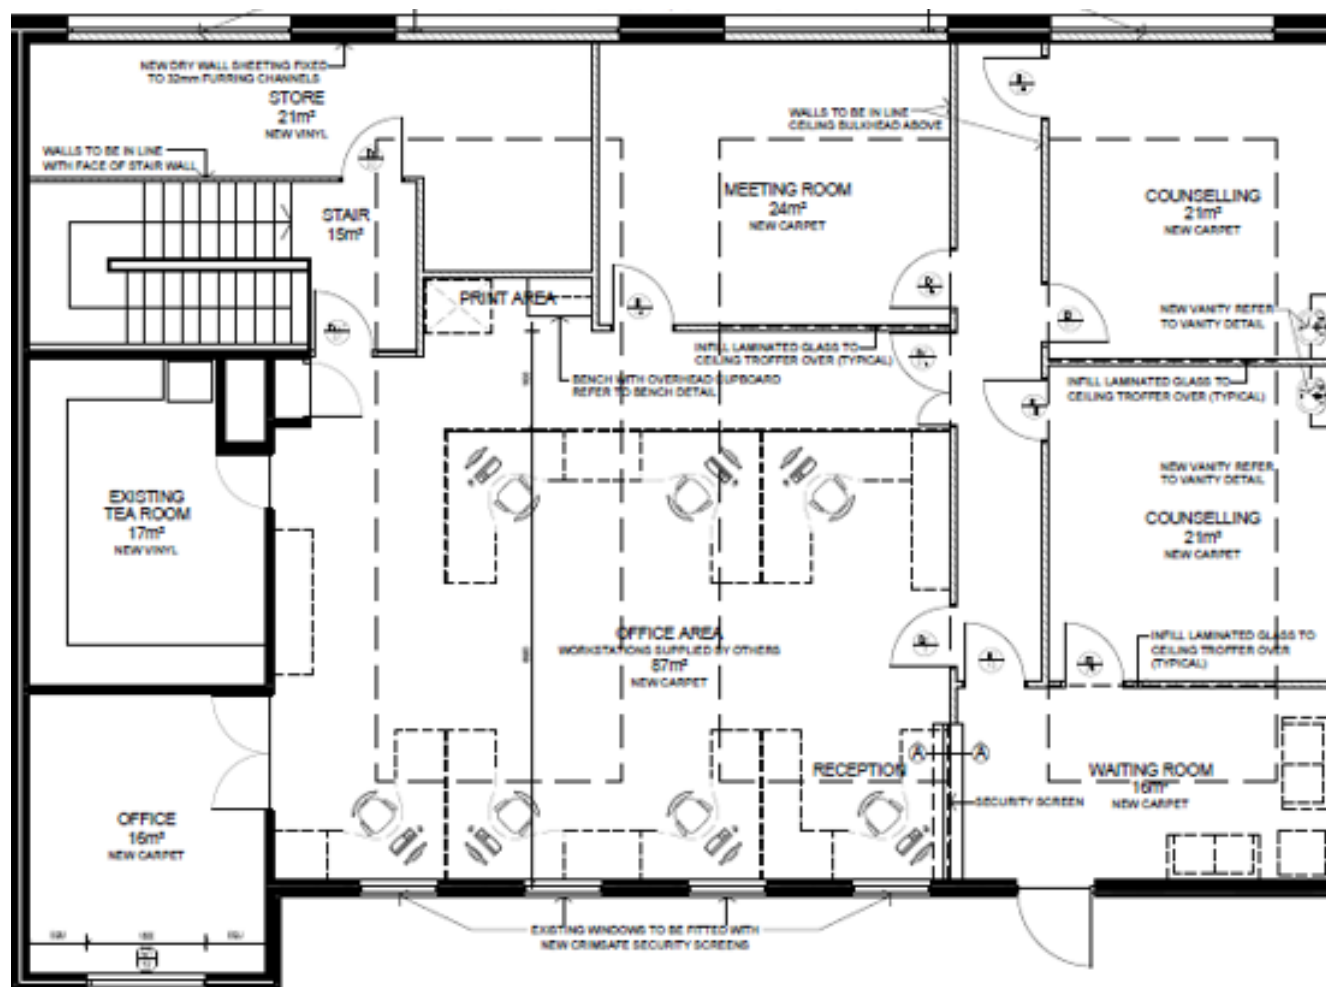 NEW DRY WALL SHEETING FIXED
TO 32mm FURRING CHANNELS
STORE
21m²
NEW VINYL
WALLS TO BE IN LINE
WITH FACE OF STAIR WALL
STAIR
15m²
PRINT AREA
WALLS TO BE IN LINE
CEILING BULKHEAD ABOVE
MEETING ROOM
24m²
NEW CARPET
COUNSELLING
21m²
NEW CARPET
NEW VANITY REFER
TO VANITY DETAIL
INFILL LAMINATED GLASS TO
CEILING TROFFER OVER (TYPICAL)
BENCH WITH OVERHEAD CUPBOARD
REFER TO BENCH DETAIL
INFILL LAMINATED GLASS TO
CEILING TROFFER OVER (TYPICAL)
EXISTING
TEA ROOM
17m²
NEW VINYL
NEW VANITY REFER
TO VANITY DETAIL
COUNSELLING
21m²
NEW CARPET
OFFICE AREA
WORKSTATIONS SUPPLIED BY OTHERS
87m²
NEW CARPET
INFILL LAMINATED GLASS TO
CEILING TROFFER OVER
(TYPICAL)
A A
RECEPTION
WAITING ROOM
16m²
NEW CARPET
SECURITY SCREEN
OFFICE
16m²
NEW CARPET
EXISTING WINDOWS TO BE FITTED WITH
NEW CRIMSAFE SECURITY SCREENS